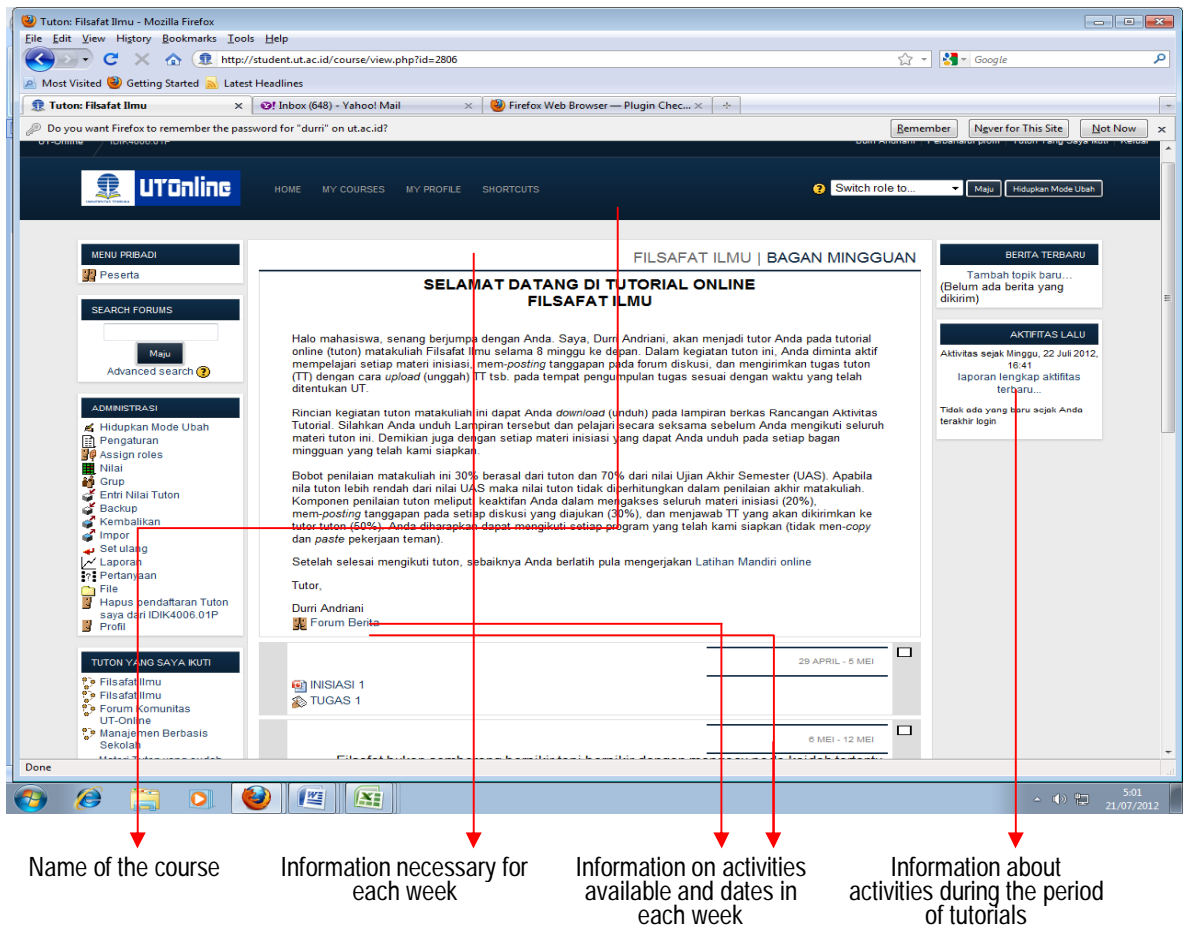 Tuton: Filsafat Ilmu - Mozilla Firefox
File Edit View History Bookmarks Tools Help
http://student.ut.ac.id/course/view.php?id=2806
Google
Most Visited Getting Started Latest Headlines
Tuton: Filsafat Ilmu
Inbox (648) - Yahoo! Mail
Firefox Web Browser — Plugin Chec...
Do you want Firefox to remember the password for "durri" on ut.ac.id?
Remember
Never for This Site
Not Now
UT-Online IDIK4006.01P
Durri Andriani Perbaharui profil Tuton Yang Saya Ikuti Keluar
UTOnline
HOME MY COURSES MY PROFILE SHORTCUTS
Switch role to...
Maju
Hidupkan Mode Ubah
MENU PRIBADI
Peserta
SEARCH FORUMS
Maju
Advanced search
ADMINISTRASI
Hidupkan Mode Ubah
Pengaturan
Assign roles
Nilai
Grup
Entri Nilai Tuton
Backup
Kembalikan
Impor
Set ulang
Laporan
Pertanyaan
File
Hapus pendaftaran Tuton
saya dari IDIK4006.01P
Profil
TUTON YANG SAYA IKUTI
Filsafat Ilmu
Filsafat Ilmu
Forum Komunitas
UT-Online
Manajemen Berbasis
Sekolah
FILSAFAT ILMU | BAGAN MINGGUAN
SELAMAT DATANG DI TUTORIAL ONLINE
FILSAFAT ILMU
Halo mahasiswa, senang berjumpa dengan Anda. Saya, Durri Andriani, akan menjadi tutor Anda pada tutorial
online (tuton) matakuliah Filsafat Ilmu selama 8 minggu ke depan. Dalam kegiatan tuton ini, Anda diminta aktif
mempelajari setiap materi inisiasi, mem-posting tanggapan pada forum diskusi, dan mengirimkan tugas tuton
(TT) dengan cara upload (unggah) TT tsb. pada tempat pengumpulan tugas sesuai dengan waktu yang telah
ditentukan UT.
Rincian kegiatan tuton matakuliah ini dapat Anda download (unduh) pada lampiran berkas Rancangan Aktivitas
Tutorial. Silahkan Anda unduh Lampiran tersebut dan pelajari secara seksama sebelum Anda mengikuti seluruh
materi tuton ini. Demikian juga dengan setiap materi inisiasi yang dapat Anda unduh pada setiap bagan
mingguan yang telah kami siapkan.
Bobot penilaian matakuliah ini 30% berasal dari tuton dan 70% dari nilai Ujian Akhir Semester (UAS). Apabila
nila tuton lebih rendah dari nilai UAS maka nilai tuton tidak diperhitungkan dalam penilaian akhir matakuliah.
Komponen penilaian tuton meliputi: keaktifan Anda dalam mengakses seluruh materi inisiasi (20%),
mem-posting tanggapan pada setiap diskusi yang diajukan (30%), dan menjawab TT yang akan dikirimkan ke
tutor tuton (50%). Anda diharapkan dapat mengikuti setiap program yang telah kami siapkan (tidak men-copy
dan paste pekerjaan teman).
Setelah selesai mengikuti tuton, sebaiknya Anda berlatih pula mengerjakan Latihan Mandiri online
Tutor,
Durri Andriani
Forum Berita
29 APRIL - 5 MEI
INISIASI 1
TUGAS 1
6 MEI - 12 MEI
BERITA TERBARU
Tambah topik baru...
(Belum ada berita yang
dikirim)
AKTIFITAS LALU
Aktivitas sejak Minggu, 22 Juli 2012,
16:41
laporan lengkap aktifitas
terbaru...
Tidak ada yang baru sejak Anda
terakhir login
Done
5:01
21/07/2012
Name of the course
Information necessary for
each week
Information on activities
available and dates in
each week
Information about
activities during the period
of tutorials